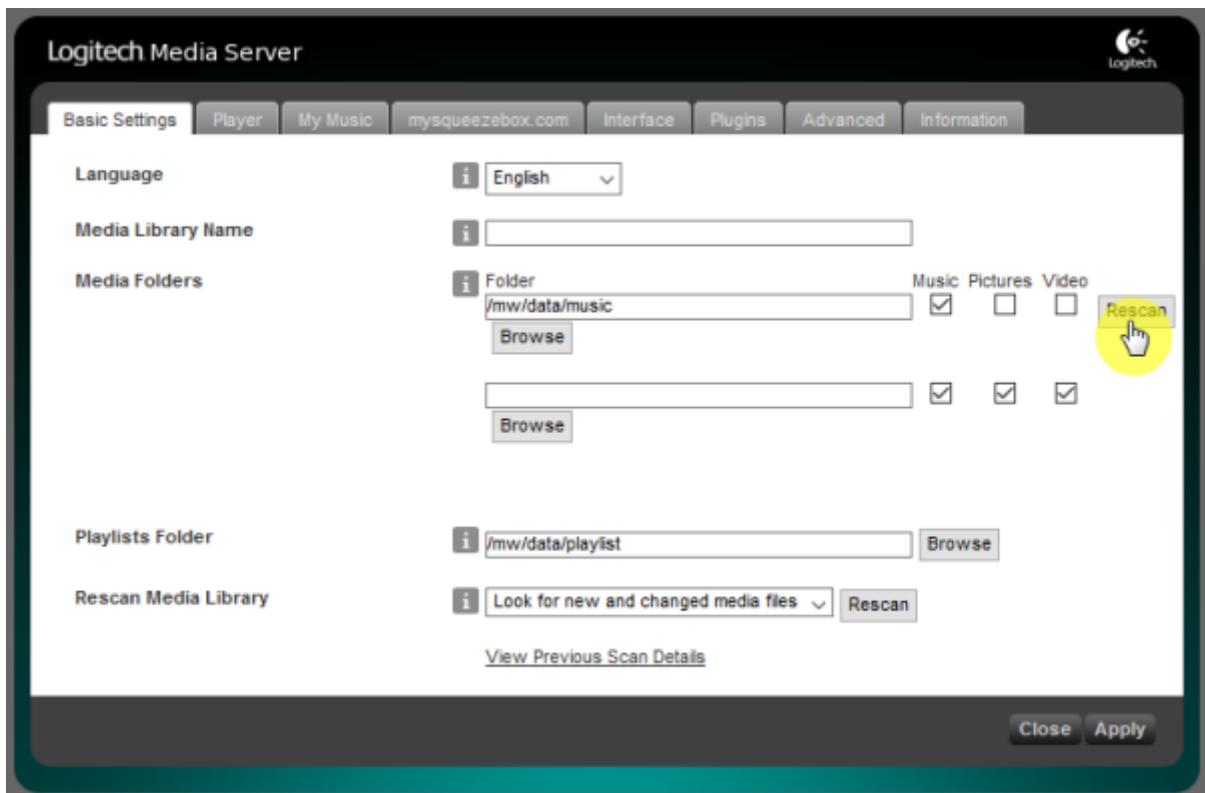 Logitech Media Server
Logitech
Basic Settings Player My Music mysqueezebox.com Interface Plugins Advanced Information
Language i English
Media Library Name i
Media Folders i Folder Music Pictures Video
/mw/data/music Rescan
Browse
Browse
Playlists Folder i /mw/data/playlist Browse
Rescan Media Library i Look for new and changed media files Rescan
View Previous Scan Details
Close Apply